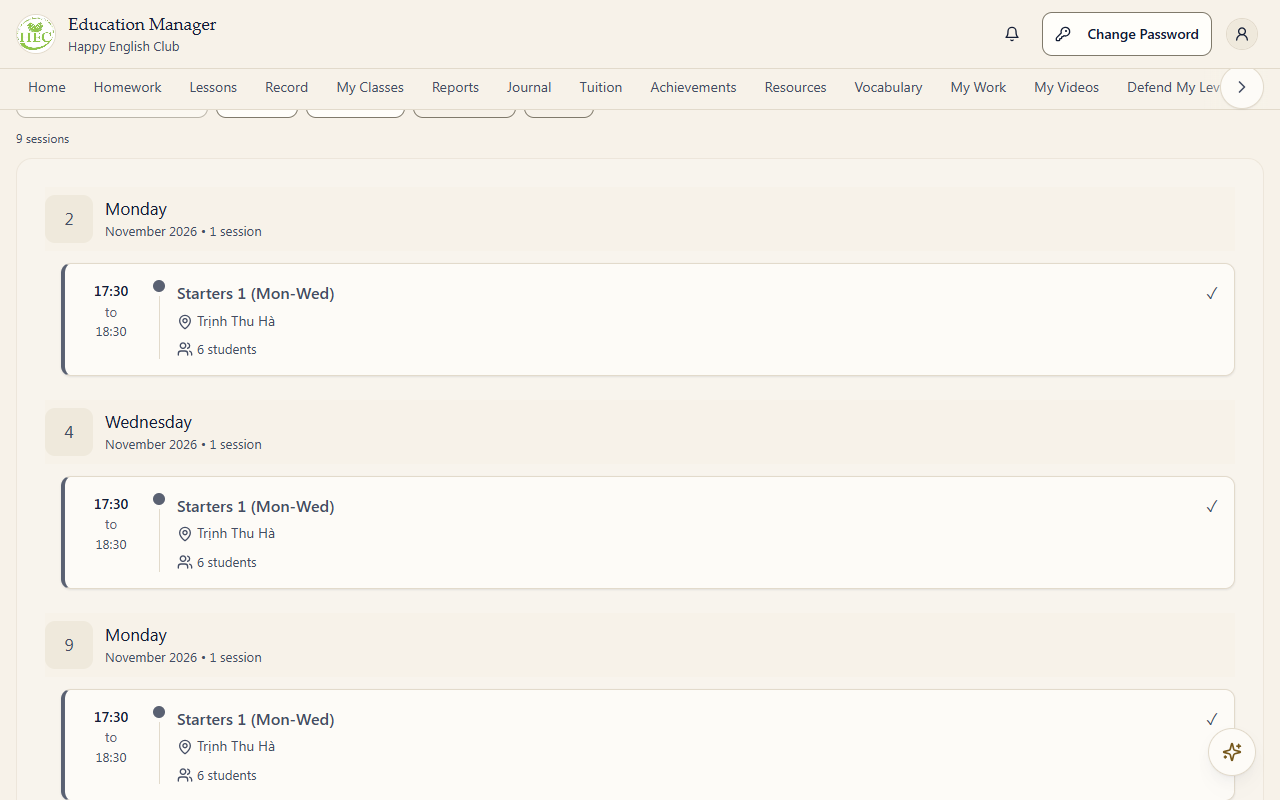 HEC
Education Manager
Happy English Club
Change Password
Home
Homework
Lessons
Record
My Classes
Reports
Journal
Tuition
Achievements
Resources
Vocabulary
My Work
My Videos
Defend My Lev
9 sessions
2
Monday
November 2026 • 1 session
17:30
to
18:30
Starters 1 (Mon-Wed)
Trịnh Thu Hà
6 students
✓
4
Wednesday
November 2026 • 1 session
17:30
to
18:30
Starters 1 (Mon-Wed)
Trịnh Thu Hà
6 students
✓
9
Monday
November 2026 • 1 session
17:30
to
18:30
Starters 1 (Mon-Wed)
Trịnh Thu Hà
6 students
✓